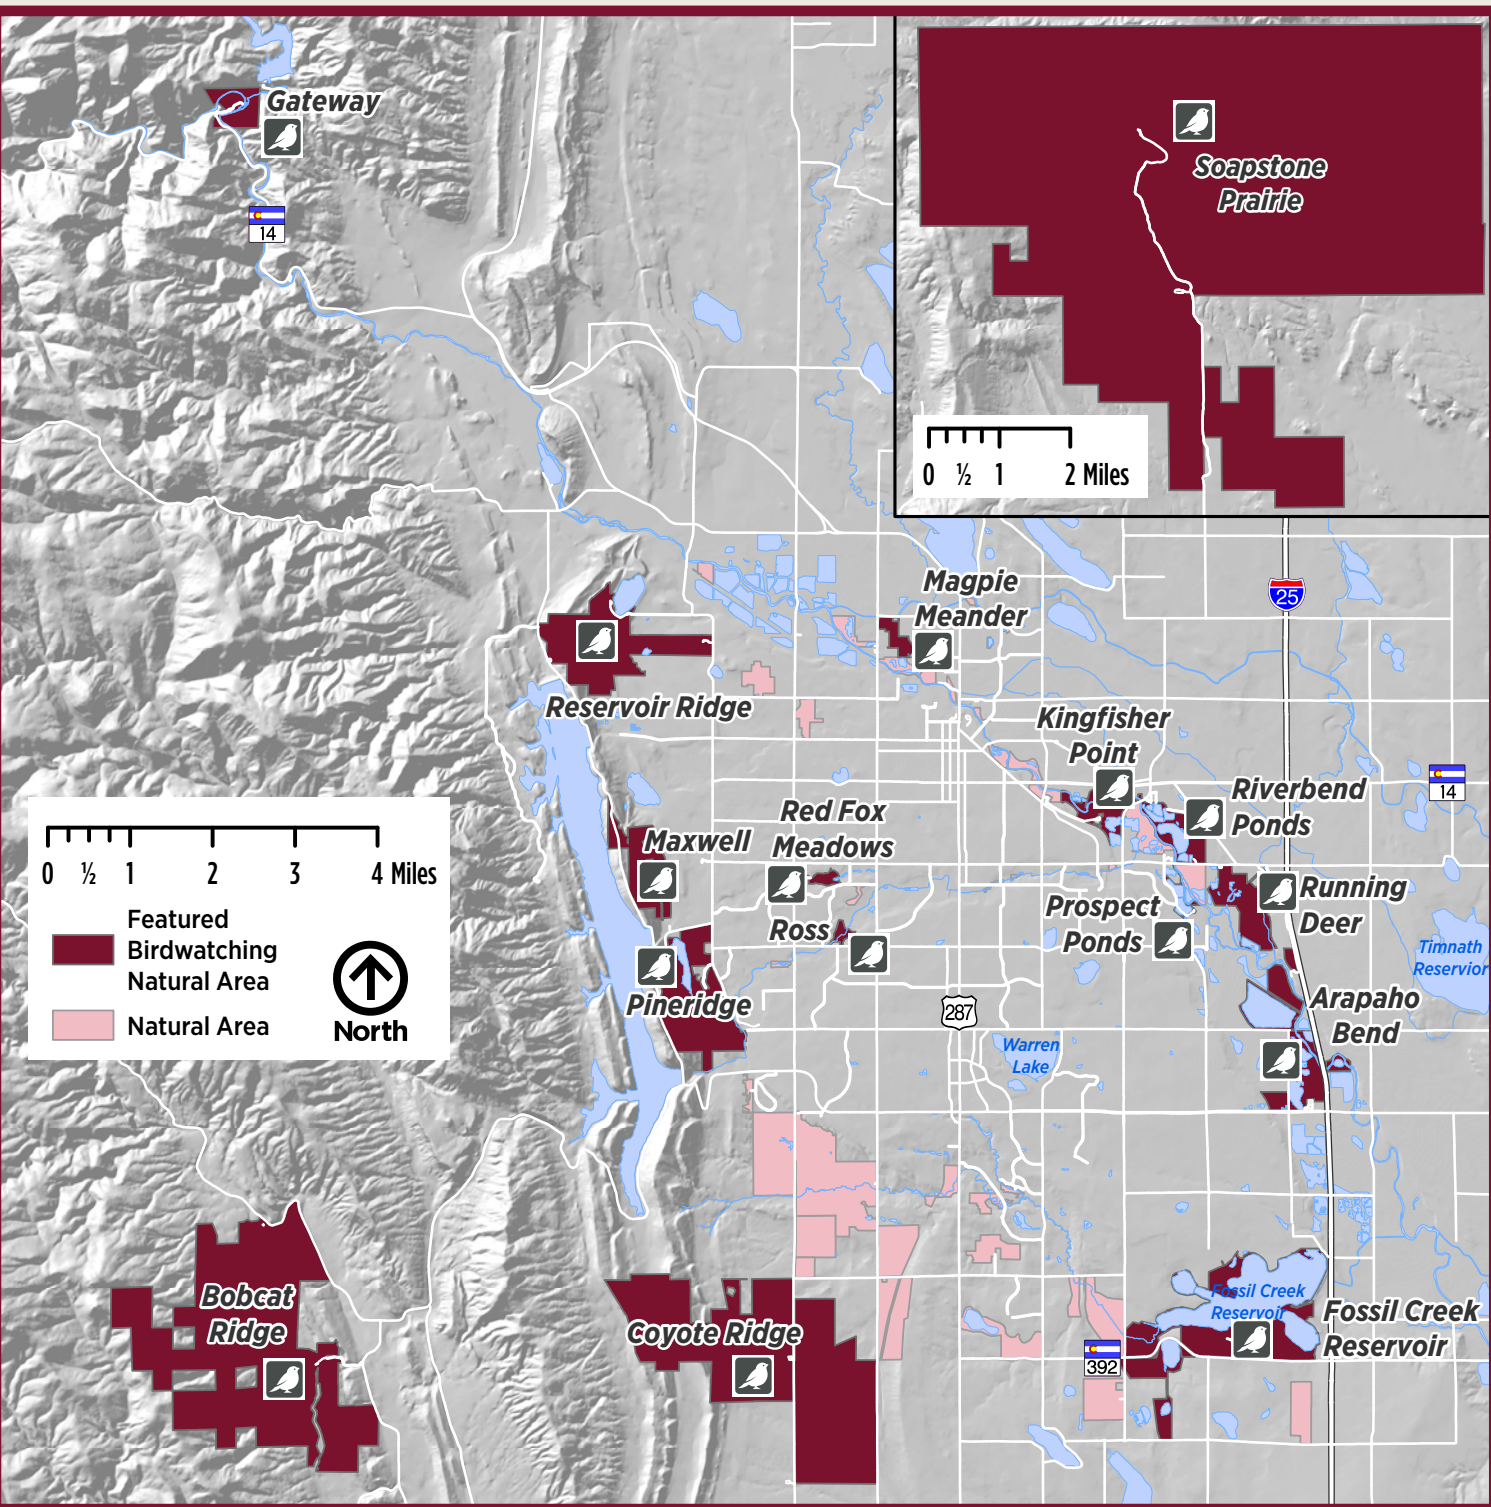 Gateway
14
Soapstone
Prairie
0 ½ 1 2 Miles
Magpie
Meander
25
Reservoir Ridge
Kingfisher
Point
14
Riverbend
Ponds
Red Fox
Meadows
Maxwell
0 ½ 1 2 3 4 Miles
Featured
Birdwatching
Natural Area
Natural Area
North
Running
Deer
Prospect
Ponds
Ross
Timnath
Reservior
Pineridge
287
Arapaho
Bend
Warren
Lake
Bobcat
Ridge
Coyote Ridge
Fossil Creek
Reservoir
Fossil Creek
Reservoir
392